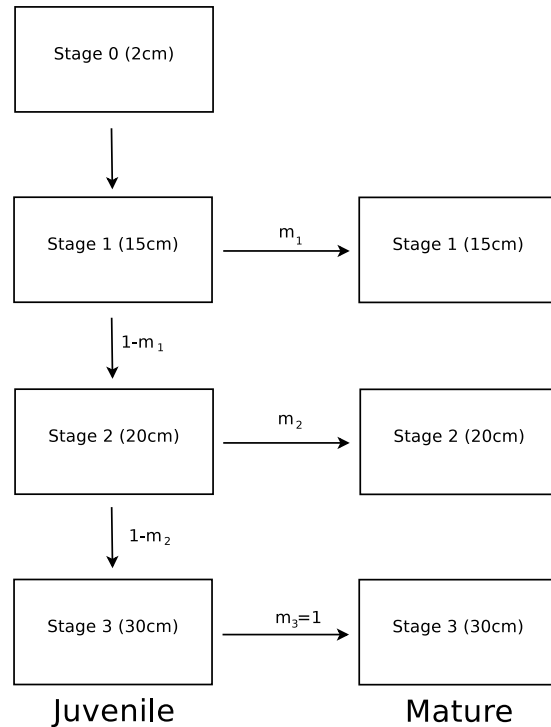 Stage 0 (2cm)
Stage 1 (15cm)
m₁
Stage 1 (15cm)
1-m₁
Stage 2 (20cm)
m₂
Stage 2 (20cm)
1-m₂
Stage 3 (30cm)
m₃=1
Stage 3 (30cm)
Juvenile
Mature